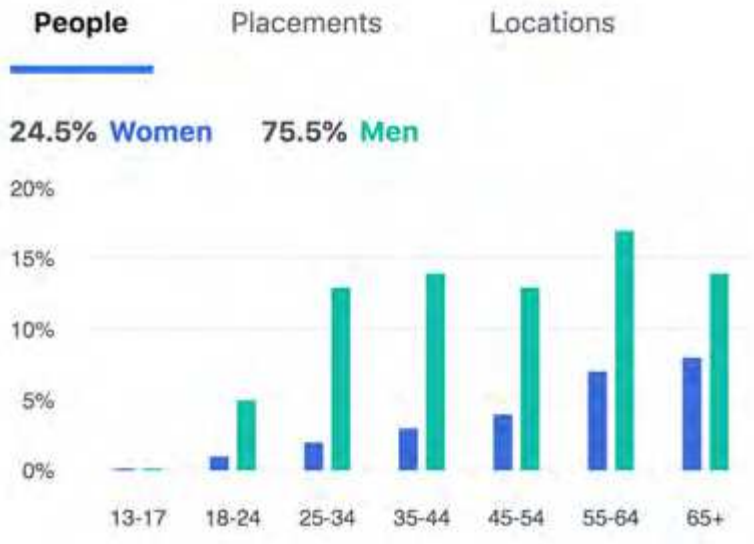 People Placements Locations
24.5% Women 75.5% Men
20%
15%
10%
5%
0%
13-17 18-24 25-34 35-44 45-54 55-64 65+